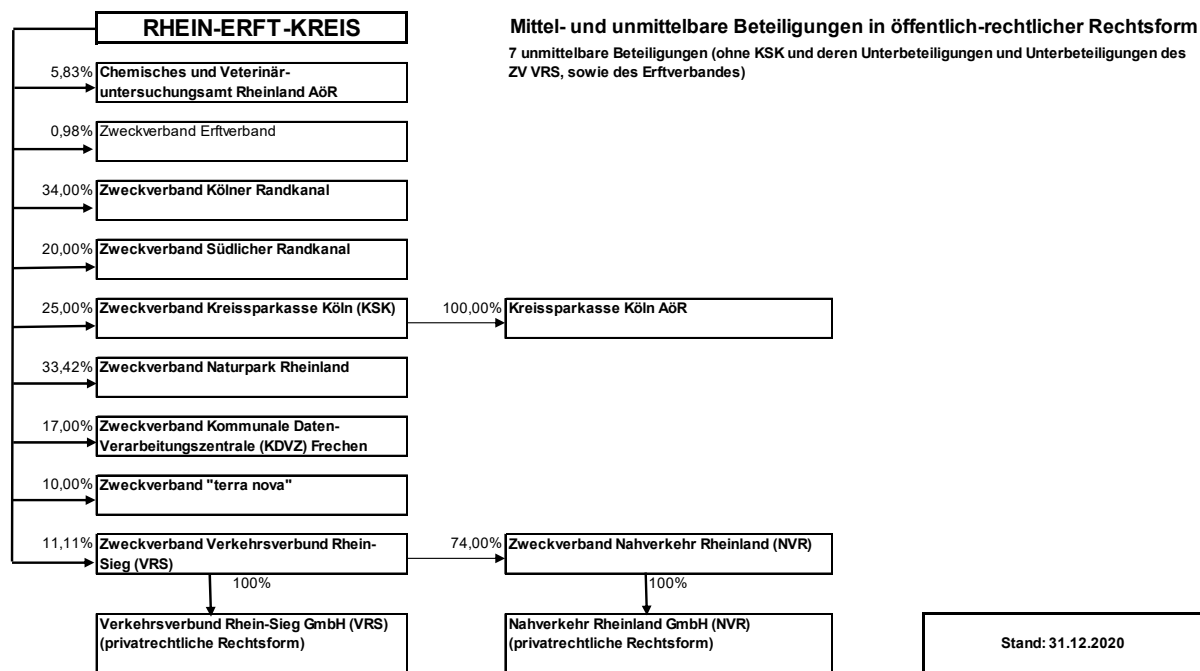 RHEIN-ERFT-KREIS
Mittel- und unmittelbare Beteiligungen in öffentlich-rechtlicher Rechtsform
7 unmittelbare Beteiligungen (ohne KSK und deren Unterbeteiligungen und Unterbeteiligungen des
ZV VRS, sowie des Erftverbandes)
5,83% Chemisches und Veterinär-
untersuchungsamt Rheinland AöR
0,98% Zweckverband Erftverband
34,00% Zweckverband Kölner Randkanal
20,00% Zweckverband Südlicher Randkanal
25,00% Zweckverband Kreissparkasse Köln (KSK)
100,00% Kreissparkasse Köln AöR
33,42% Zweckverband Naturpark Rheinland
17,00% Zweckverband Kommunale Daten-
Verarbeitungszentrale (KDVZ) Frechen
10,00% Zweckverband "terra nova"
11,11% Zweckverband Verkehrsverbund Rhein-
Sieg (VRS)
74,00% Zweckverband Nahverkehr Rheinland (NVR)
100%
100%
Verkehrsverbund Rhein-Sieg GmbH (VRS)
(privatrechtliche Rechtsform)
Nahverkehr Rheinland GmbH (NVR)
(privatrechtliche Rechtsform)
Stand: 31.12.2020